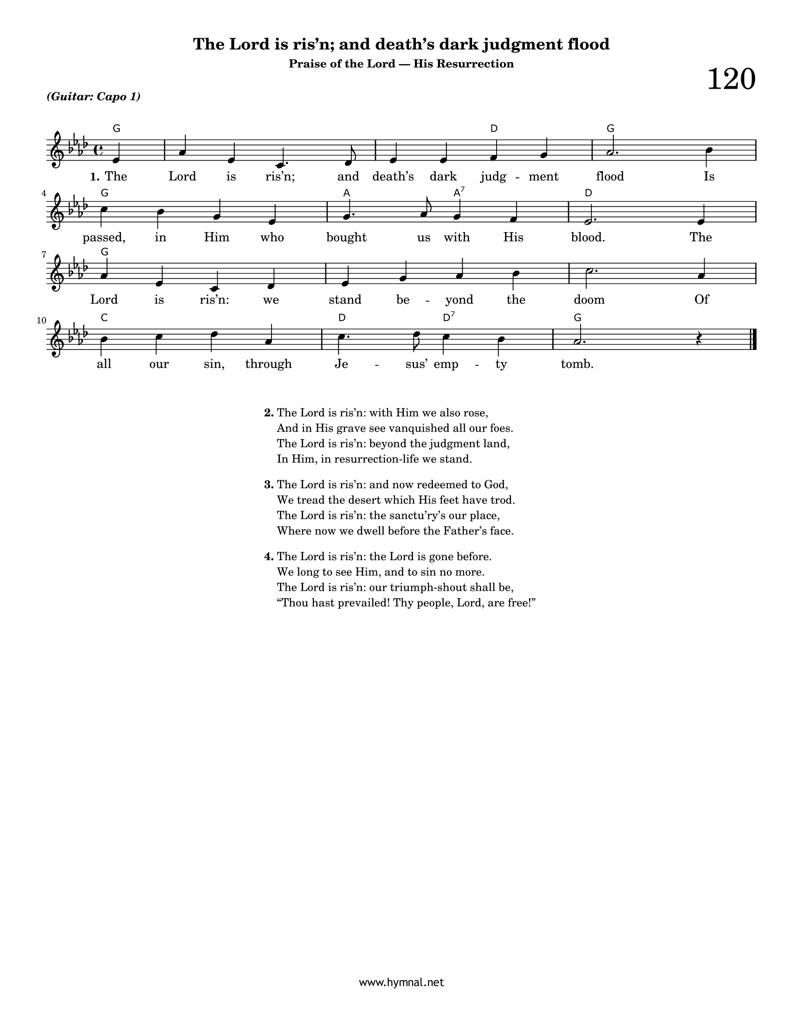 The Lord is ris’n; and death’s dark judgment flood
Praise of the Lord — His Resurrection
120
(Guitar: Capo 1)
G D G
1. The Lord is ris’n; and death’s dark judg - ment flood Is
4 G A A7 D
passed, in Him who bought us with His blood. The
7 G
Lord is ris’n: we stand be - yond the doom Of
10 C D D7 G
all our sin, through Je - sus’ emp - ty tomb.
2. The Lord is ris’n: with Him we also rose,
And in His grave see vanquished all our foes.
The Lord is ris’n: beyond the judgment land,
In Him, in resurrection-life we stand.
3. The Lord is ris’n: and now redeemed to God,
We tread the desert which His feet have trod.
The Lord is ris’n: the sanctu’ry’s our place,
Where now we dwell before the Father’s face.
4. The Lord is ris’n: the Lord is gone before.
We long to see Him, and to sin no more.
The Lord is ris’n: our triumph-shout shall be,
“Thou hast prevailed! Thy people, Lord, are free!”
www.hymnal.net